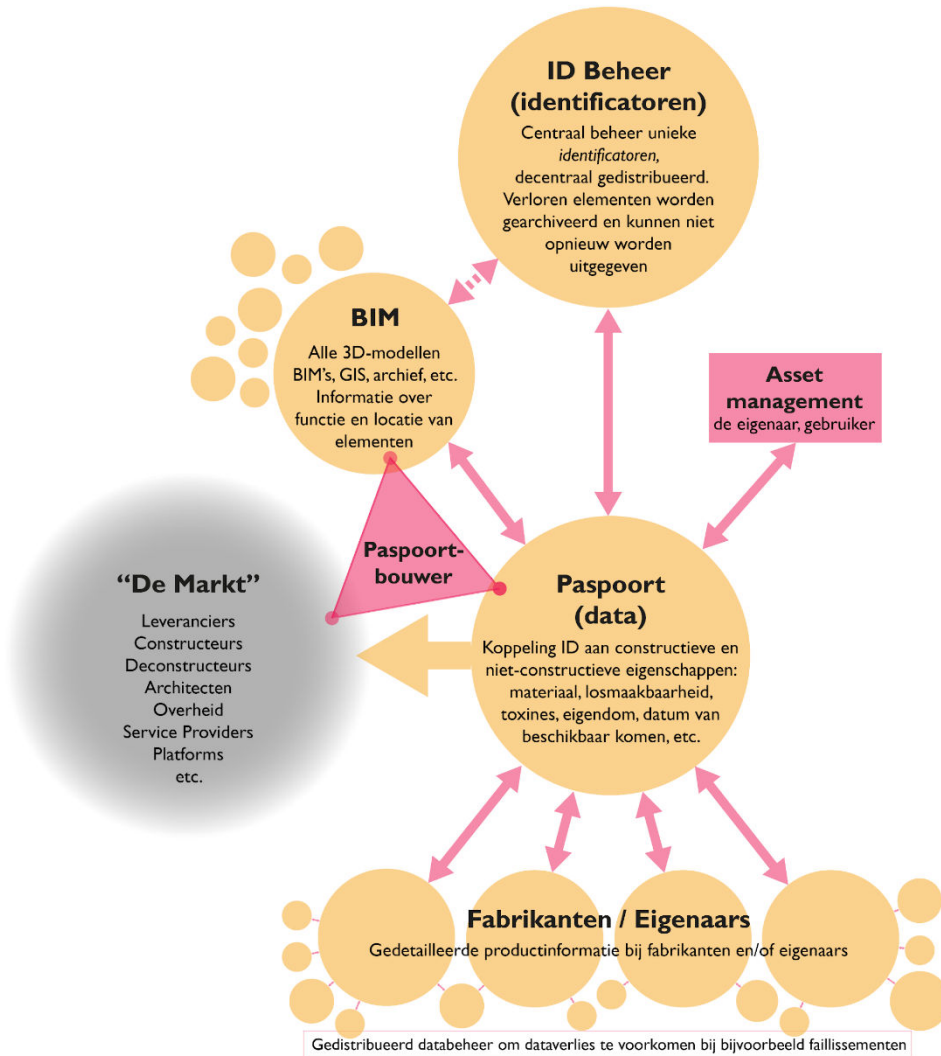 ID Beheer
(identificatoren)
Centraal beheer unieke
identificatoren,
decentraal gedistribueerd.
Verloren elementen worden
gearchiveerd en kunnen niet
opnieuw worden
uitgegeven
BIM
Alle 3D-modellen
BIM's, GIS, archief, etc.
Informatie over
functie en locatie van
elementen
Asset
management
de eigenaar, gebruiker
Paspoort-
bouwer
“De Markt”
Leveranciers
Constructeurs
Deconstructeurs
Architecten
Overheid
Service Providers
Platforms
etc.
Paspoort
(data)
Koppeling ID aan constructieve en
niet-constructieve eigenschappen:
materiaal, losmaakbaarheid,
toxines, eigendom, datum van
beschikbaar komen, etc.
Fabrikanten / Eigenaars
Gedetailleerde productinformatie bij fabrikanten en/of eigenaars
Gedistribueerd databeheer om dataverlies te voorkomen bij bijvoorbeeld faillissementen